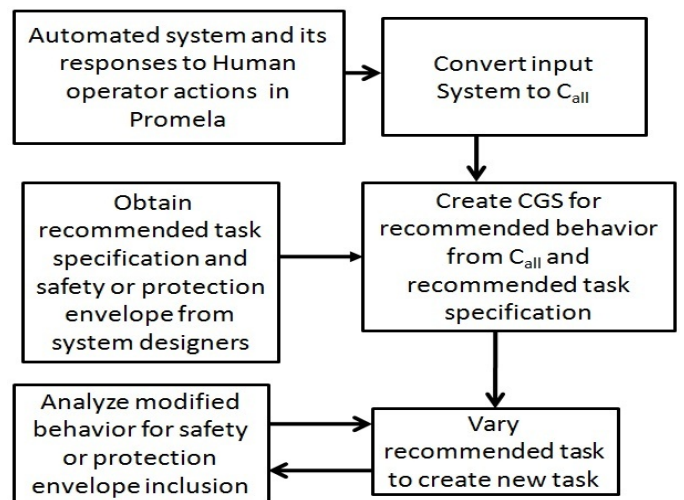 Automated system and its
responses to Human
operator actions in
Promela
Convert input
System to Call
Obtain
recommended task
specification and
safety or protection
envelope from
system designers
Create CGS for
recommended behavior
from Call and
recommended task
specification
Analyze modified
behavior for safety
or protection
envelope inclusion
Vary
recommended task
to create new task